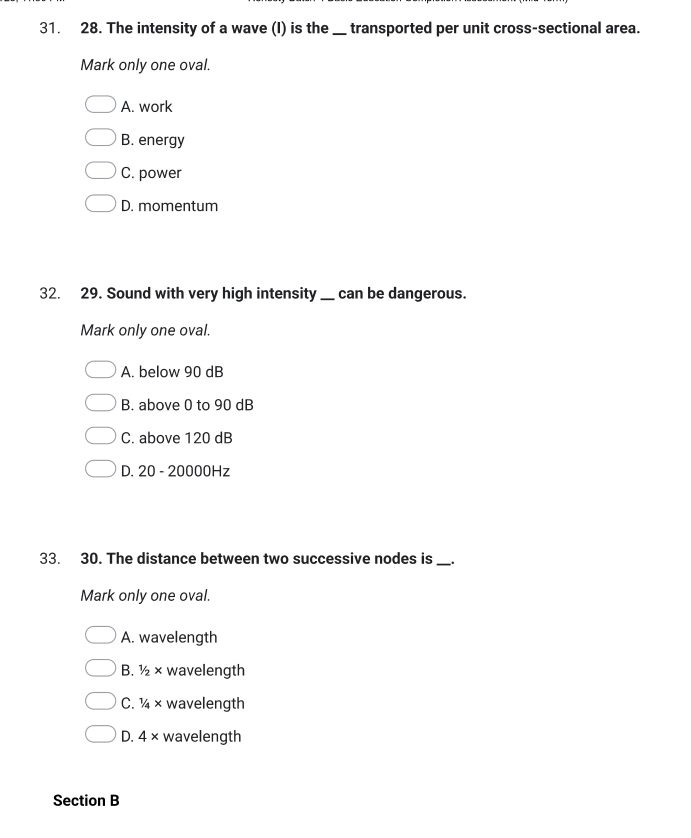 31. 28. The intensity of a wave (I) is the __ transported per unit cross-sectional area.
Mark only one oval.
A. work
B. energy
C. power
D. momentum
32. 29. Sound with very high intensity __ can be dangerous.
Mark only one oval.
A. below 90 dB
B. above 0 to 90 dB
C. above 120 dB
D. 20 - 20000Hz
33. 30. The distance between two successive nodes is __.
Mark only one oval.
A. wavelength
B. ½ × wavelength
C. ¼ × wavelength
D. 4 × wavelength
Section B